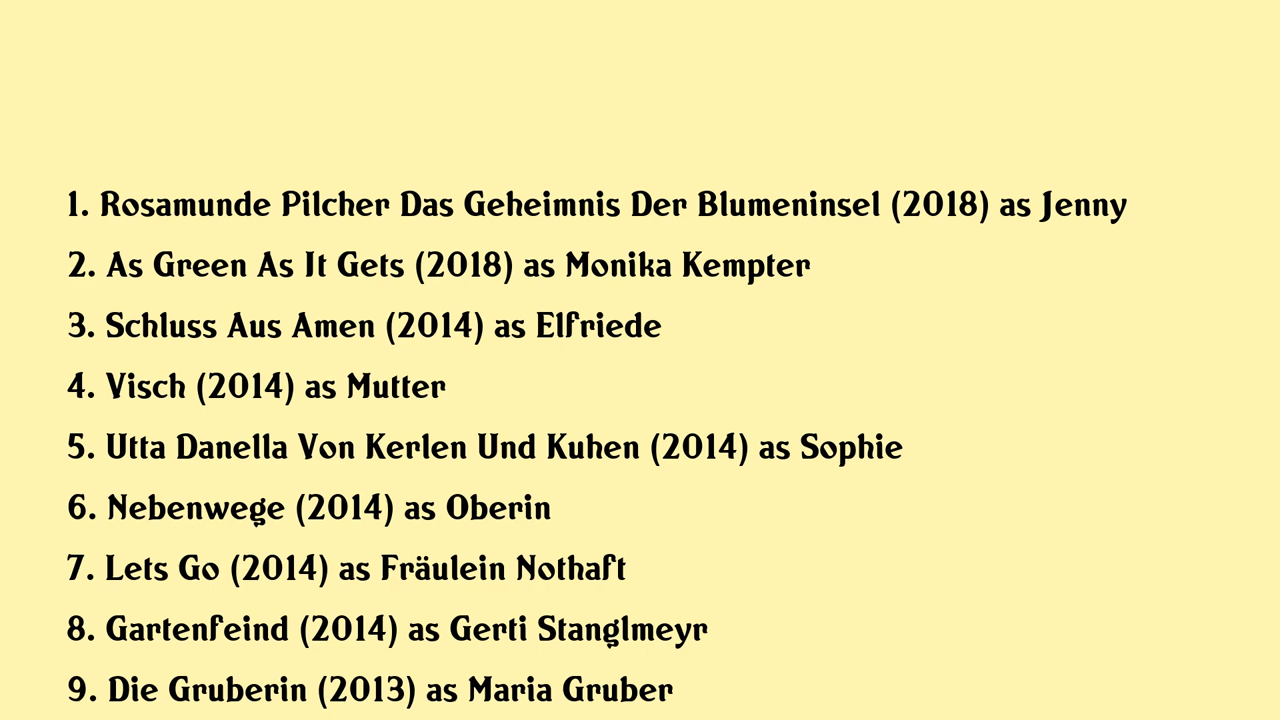 1. Rosamunde Pilcher Das Geheimnis Der Blumeninsel (2018) as Jenny
2. As Green As It Gets (2018) as Monika Kempter
3. Schluss Aus Amen (2014) as Elfriede
4. Visch (2014) as Mutter
5. Utta Danella Von Kerlen Und Kuhen (2014) as Sophie
6. Nebenwege (2014) as Oberin
7. Lets Go (2014) as Fräulein Nothaft
8. Gartenfeind (2014) as Gerti Stanglmeyr
9. Die Gruberin (2013) as Maria Gruber